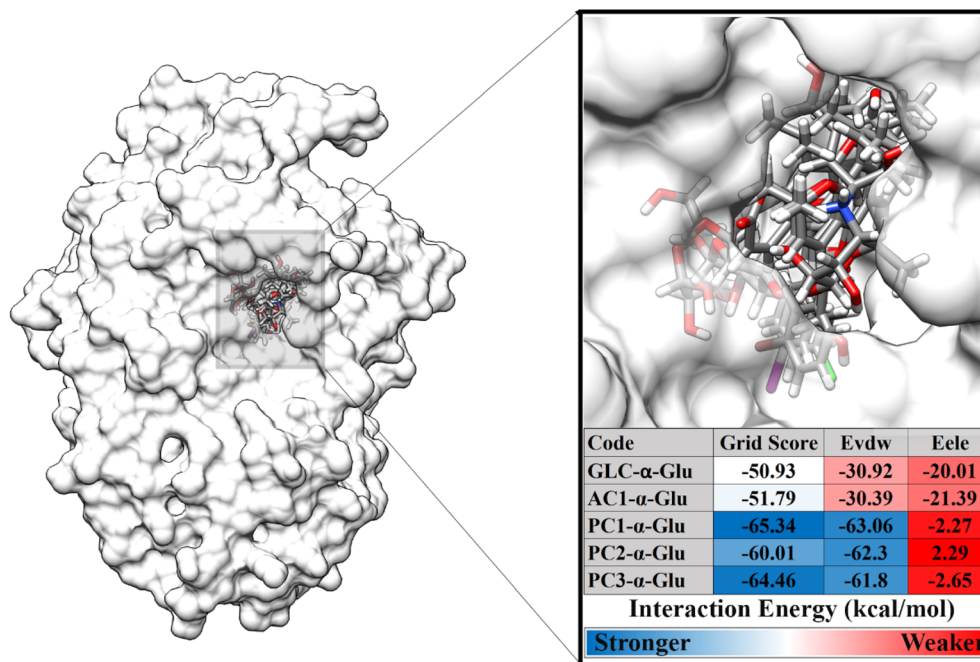 Code Grid Score Evdw Eele
GLC-α-Glu -50.93 -30.92 -20.01
AC1-α-Glu -51.79 -30.39 -21.39
PC1-α-Glu -65.34 -63.06 -2.27
PC2-α-Glu -60.01 -62.3 2.29
PC3-α-Glu -64.46 -61.8 -2.65
Interaction Energy (kcal/mol)
Stronger Weaker